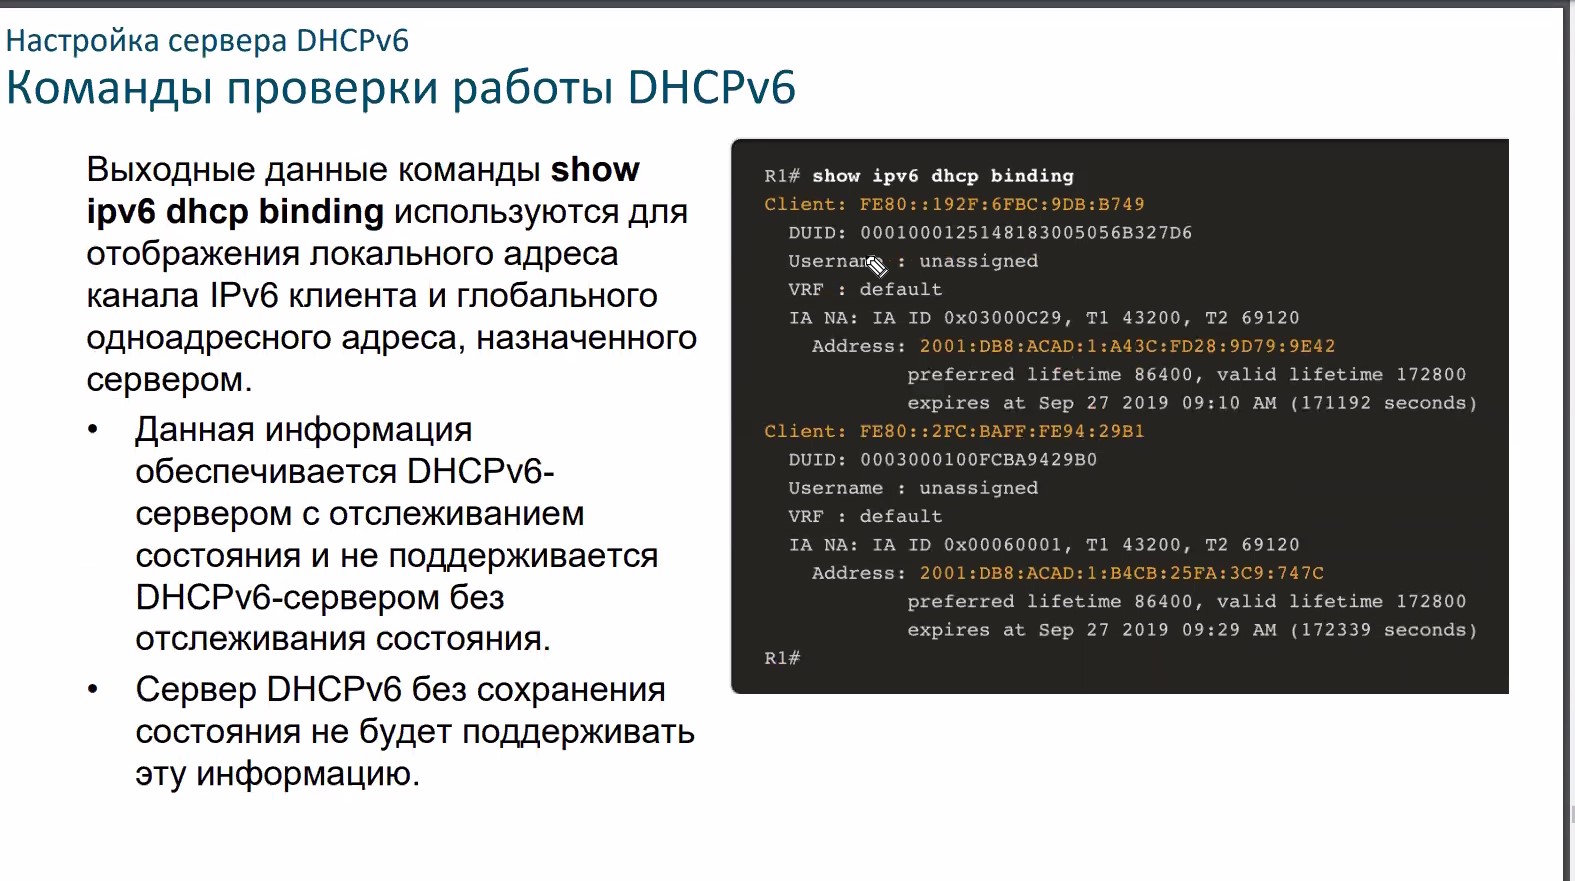 Настройка сервера DHCPv6
Команды проверки работы DHCPv6
Выходные данные команды show
ipv6 dhcp binding используются для
отображения локального адреса
канала IPv6 клиента и глобального
одноадресного адреса, назначенного
сервером.
• Данная информация
обеспечивается DHCPv6-
сервером с отслеживанием
состояния и не поддерживается
DHCPv6-сервером без
отслеживания состояния.
• Сервер DHCPv6 без сохранения
состояния не будет поддерживать
эту информацию.
R1# show ipv6 dhcp binding
Client: FE80::192F:6FBC:9DB:B749
DUID: 0001000125148183005056B327D6
Username : unassigned
VRF : default
IA NA: IA ID 0x03000C29, T1 43200, T2 69120
Address: 2001:DB8:ACAD:1:A43C:FD28:9D79:9E42
preferred lifetime 86400, valid lifetime 172800
expires at Sep 27 2019 09:10 AM (171192 seconds)
Client: FE80::2FC:BAFF:FE94:29B1
DUID: 0003000100FCBA9429B0
Username : unassigned
VRF : default
IA NA: IA ID 0x00060001, T1 43200, T2 69120
Address: 2001:DB8:ACAD:1:B4CB:25FA:3C9:747C
preferred lifetime 86400, valid lifetime 172800
expires at Sep 27 2019 09:29 AM (172339 seconds)
R1#